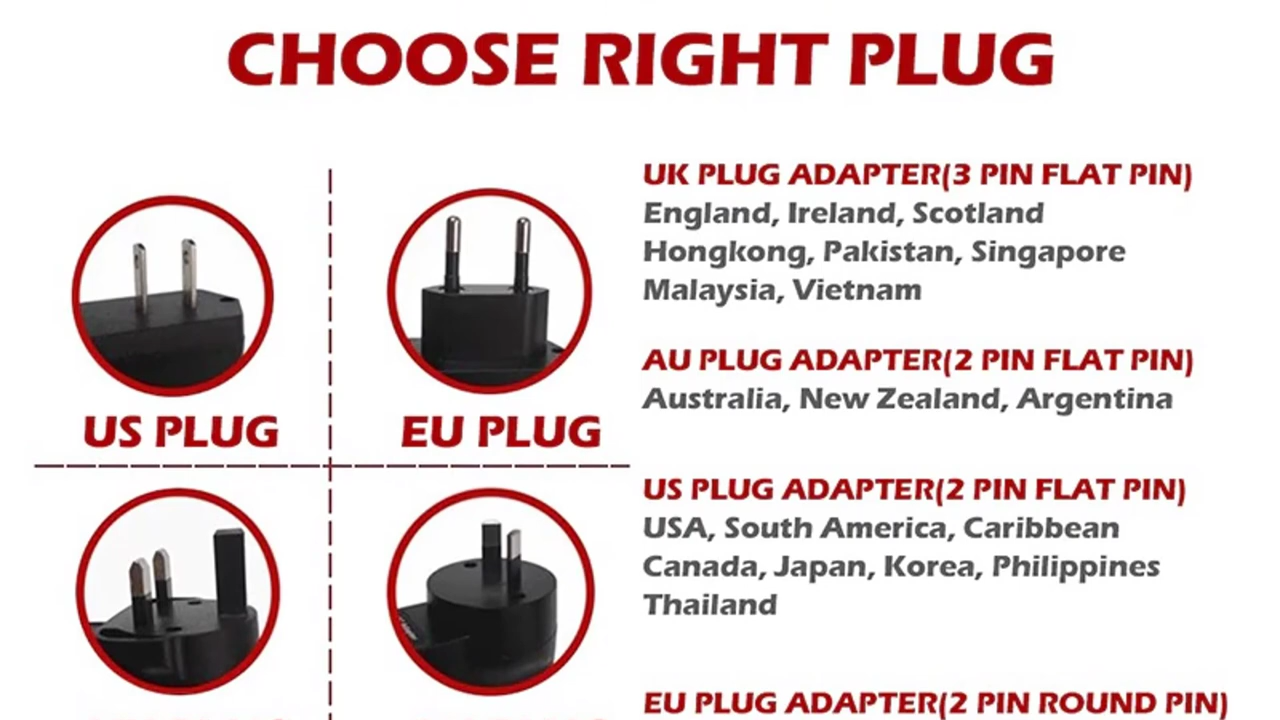 CHOOSE RIGHT PLUG
US PLUG
EU PLUG
UK PLUG ADAPTER(3 PIN FLAT PIN)
England, Ireland, Scotland
Hongkong, Pakistan, Singapore
Malaysia, Vietnam
AU PLUG ADAPTER(2 PIN FLAT PIN)
Australia, New Zealand, Argentina
US PLUG ADAPTER(2 PIN FLAT PIN)
USA, South America, Caribbean
Canada, Japan, Korea, Philippines
Thailand
EU PLUG ADAPTER(2 PIN ROUND PIN)